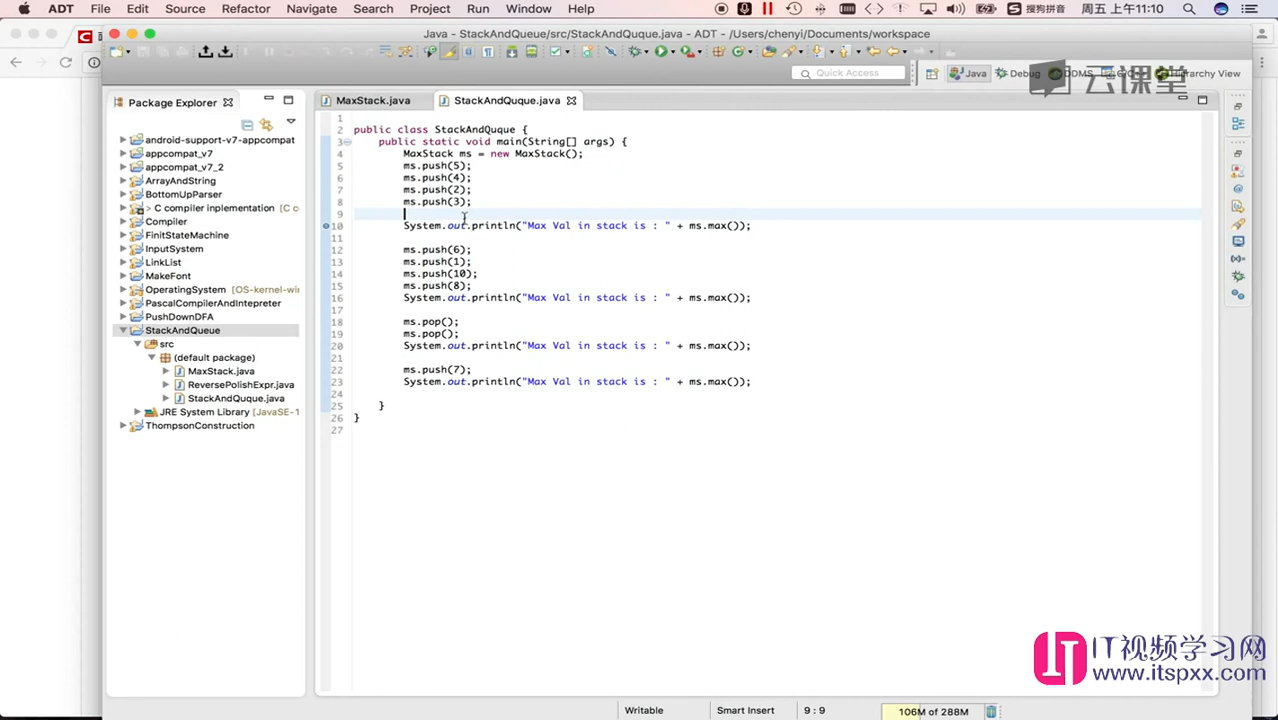 ADT File Edit Source Refactor Navigate Search Project Run Window Help
搜狗拼音 周五 上午11:10
Java - StackAndQueue/src/StackAndQuque.java - ADT - /Users/chenyi/Documents/workspace
Quick Access
Java Debug DDMS Hierarchy View
云课堂
Package Explorer
MaxStack.java StackAndQuque.java
android-support-v7-appcompat
appcompat_v7
appcompat_v7_2
ArrayAndString
BottomUpParser
> C compiler inplementation (C c
Compiler
FinitStateMachine
InputSystem
LinkList
MakeFont
OperatingSystem [OS-kernel-wir
PascalCompilerAndIntepreter
PushDownDFA
StackAndQueue
src
(default package)
MaxStack.java
ReversePolishExpr.java
StackAndQuque.java
JRE System Library [JavaSE-1
ThompsonConstruction
1
2 public class StackAndQuque {
3 public static void main(String[] args) {
4 MaxStack ms = new MaxStack();
5 ms.push(5);
6 ms.push(4);
7 ms.push(2);
8 ms.push(3);
9
10 System.out.println("Max Val in stack is : " + ms.max());
11
12 ms.push(6);
13 ms.push(1);
14 ms.push(10);
15 ms.push(8);
16 System.out.println("Max Val in stack is : " + ms.max());
17
18 ms.pop();
19 ms.pop();
20 System.out.println("Max Val in stack is : " + ms.max());
21
22 ms.push(7);
23 System.out.println("Max Val in stack is : " + ms.max());
24
25 }
26 }
27
IT视频学习网
www.itspxx.com
Writable Smart Insert 9 : 9 106M of 288M